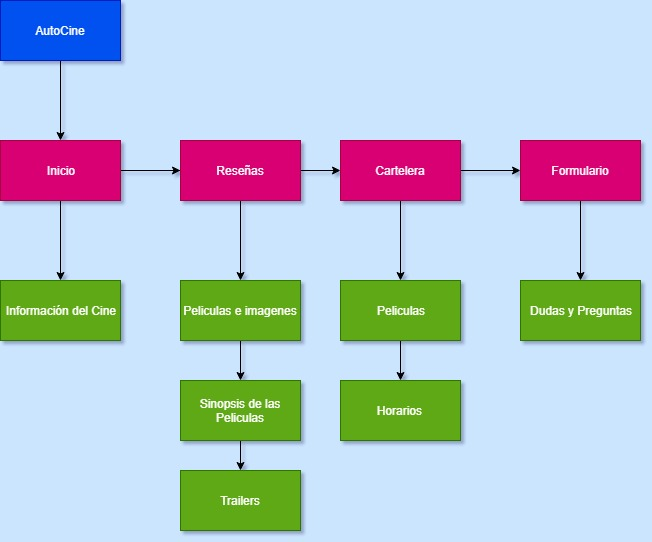 AutoCine
Inicio
Reseñas
Cartelera
Formulario
Información del Cine
Peliculas e imagenes
Peliculas
Dudas y Preguntas
Sinopsis de las
Peliculas
Horarios
Trailers